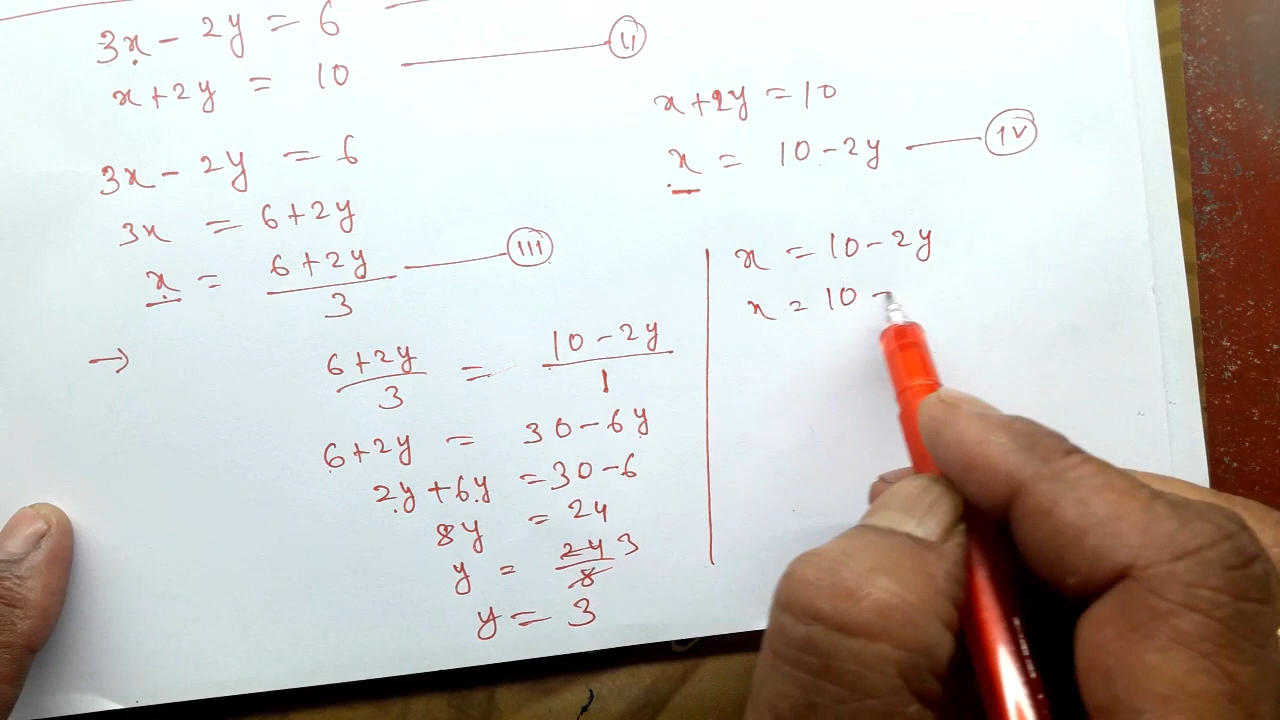 3x - 2y = 6
x + 2y = 10 (II)
3x - 2y = 6
3x = 6 + 2y
x = 6 + 2y / 3 (III)
x + 2y = 10
x = 10 - 2y (IV)
→ 6 + 2y / 3 = 10 - 2y / 1
6 + 2y = 30 - 6y
2y + 6y = 30 - 6
8y = 24
y = 24 / 8 3
y = 3
x = 10 - 2y
x = 10 -